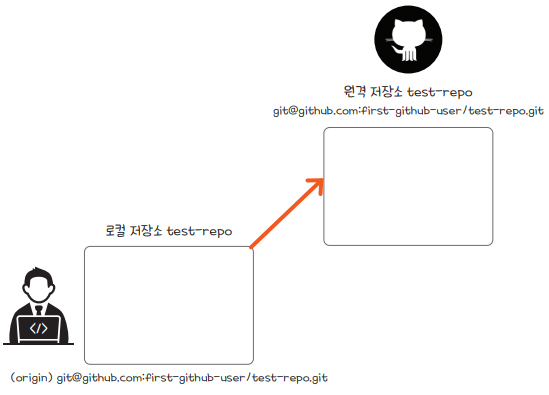 원격 저장소 test-repo
git@github.com:first-github-user/test-repo.git
로컬 저장소 test-repo
</>
(origin) git@github.com:first-github-user/test-repo.git